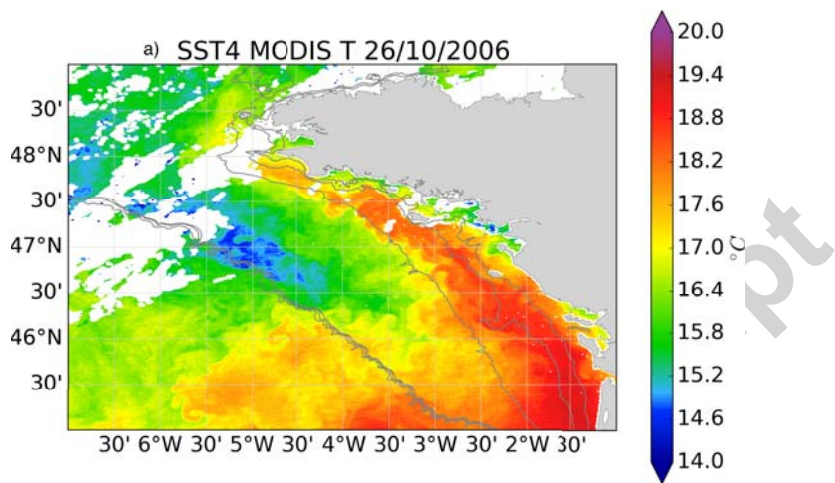 a) SST4 MODIS T 26/10/2006
30'
48°N
30'
47°N
30'
46°N
30'
30' 6°W 30' 5°W 30' 4°W 30' 3°W 30' 2°W 30'
20.0
19.4
18.8
18.2
17.6
17.0
16.4
15.8
15.2
14.6
14.0
°C
pt